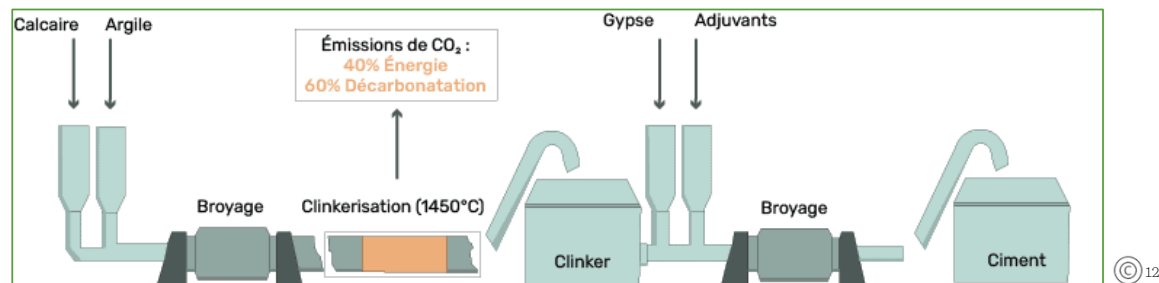 Calcaire
Argile
Émissions de CO₂ :
40% Énergie
60% Décarbonatation
Gypse
Adjuvants
Broyage
Clinkerisation (1450°C)
Clinker
Broyage
Ciment
© 12